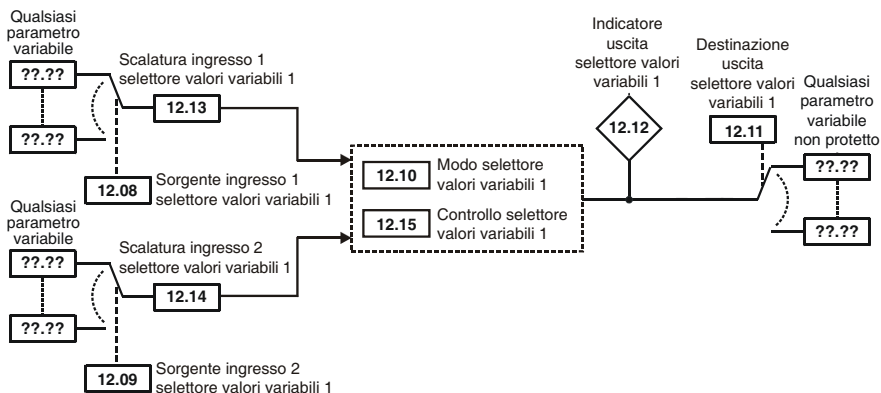 Qualsiasi
parametro
variabile
??.??
??.??
Scalatura ingresso 1
selettore valori variabili 1
12.13
12.08
Sorgente ingresso 1
selettore valori variabili 1
Qualsiasi
parametro
variabile
??.??
??.??
Scalatura ingresso 2
selettore valori variabili 1
12.14
12.09
Sorgente ingresso 2
selettore valori variabili 1
12.10
Modo selettore
valori variabili 1
12.15
Controllo selettore
valori variabili 1
Indicatore
uscita
selettore valori
variabili 1
12.12
Destinazione
uscita
selettore valori
variabili 1
12.11
Qualsiasi
parametro
variabile
non protetto
??.??
??.??